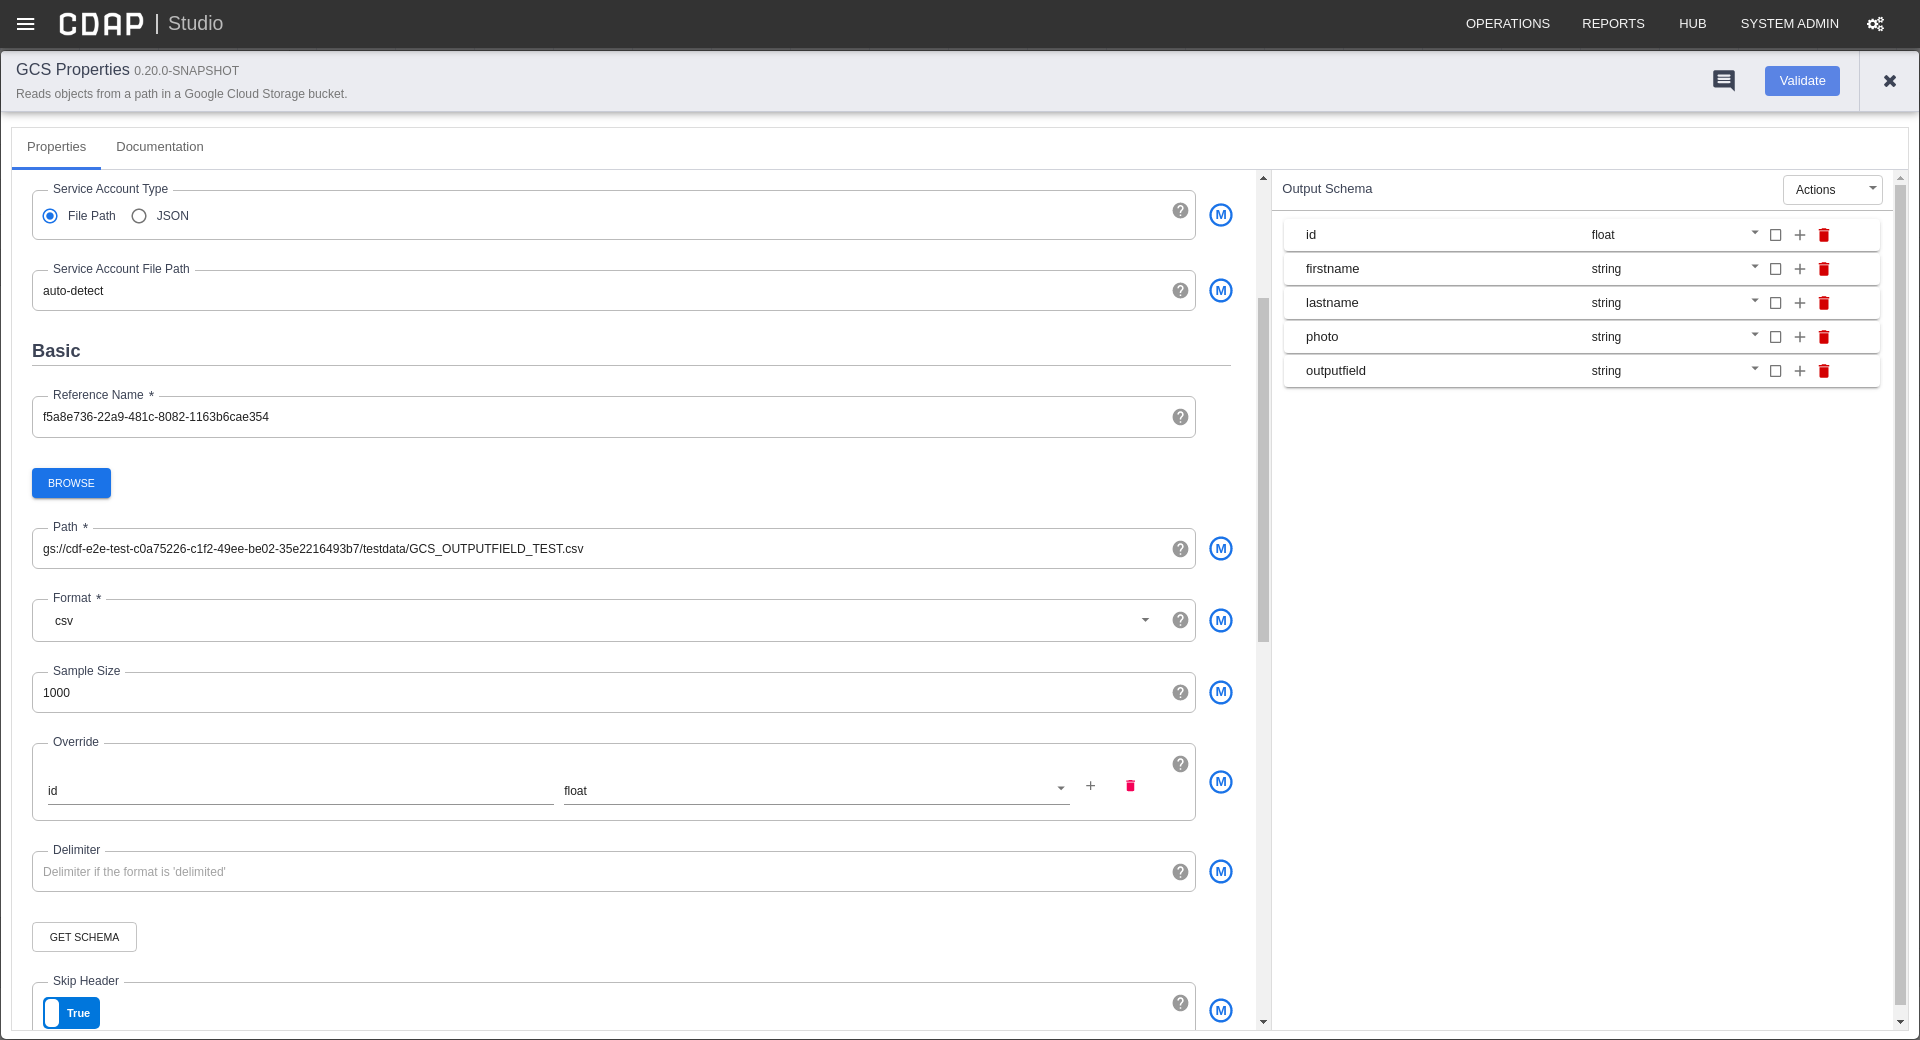 CDAP | Studio
OPERATIONS REPORTS HUB SYSTEM ADMIN
GCS Properties 0.20.0-SNAPSHOT
Reads objects from a path in a Google Cloud Storage bucket.
Validate
Properties Documentation
Service Account Type
File Path JSON
M
Service Account File Path
auto-detect
M
Basic
Reference Name *
f5a8e736-22a9-481c-8082-1163b6cae354
BROWSE
Path *
gs://cdf-e2e-test-c0a75226-c1f2-49ee-be02-35e2216493b7/testdata/GCS_OUTPUTFIELD_TEST.csv
M
Format *
csv
M
Sample Size
1000
M
Override
id float
M
Delimiter
Delimiter if the format is 'delimited'
M
GET SCHEMA
Skip Header
True
M
Output Schema
Actions
id float
firstname string
lastname string
photo string
outputfield string